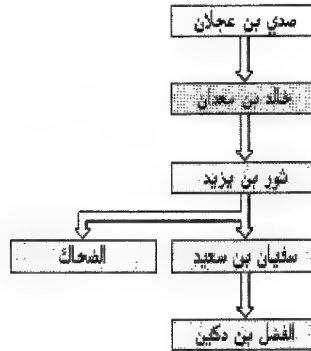 صدي بن عجلان
خالد بن معدان
ثور بن يزيد
سفيان بن سعيد
الضحاك
الفضل بن دكين